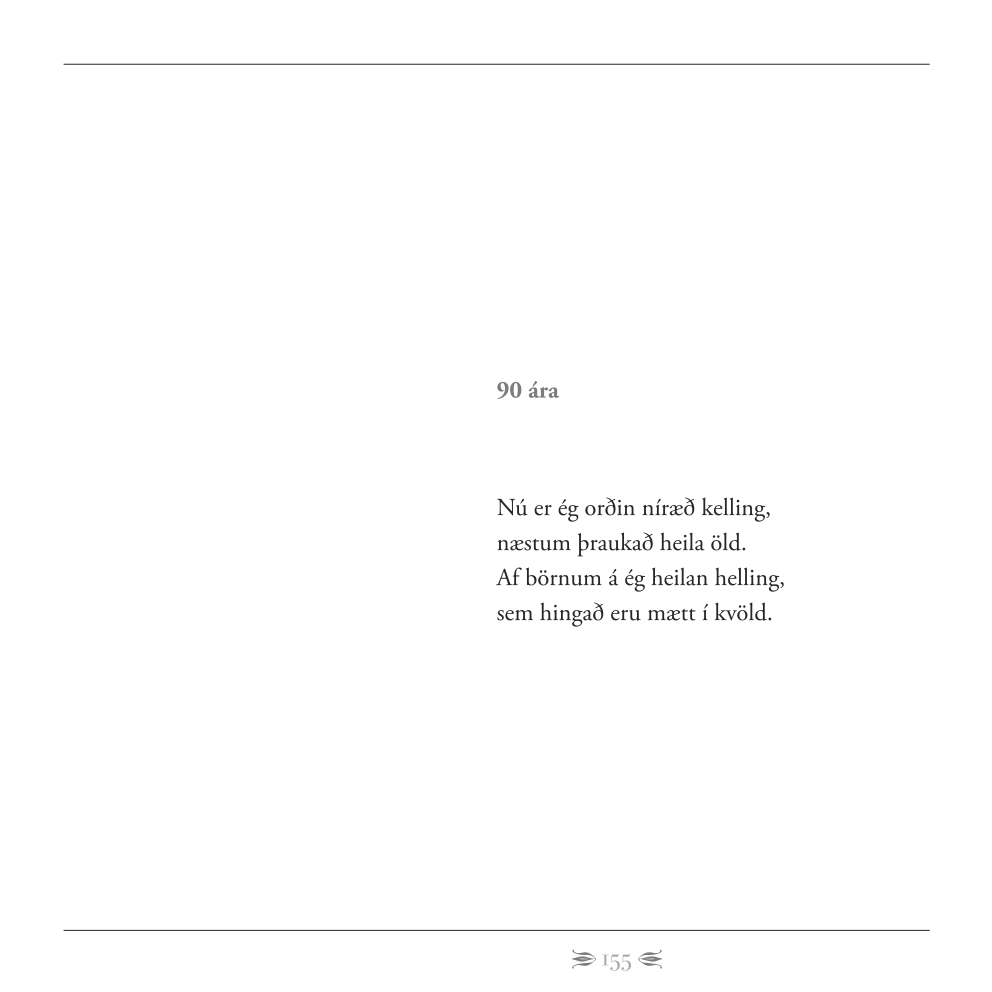 90 ára
Nú er ég orðin níræð kelling,
næstum þraukað heila öld.
Af börnum á ég heilan helling,
sem hingað eru mætt í kvöld.
155